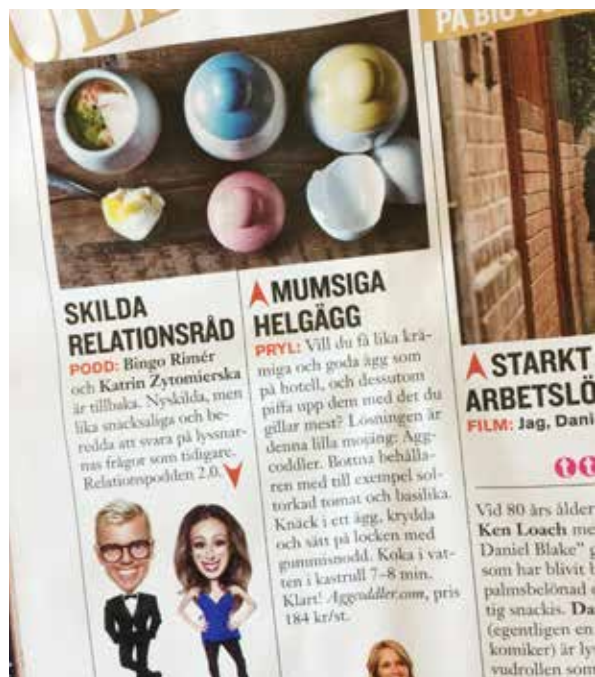 PÅ BIO
SKILDA
RELATIONSRÅD
PODD: Bingo Rimér
och Katrin Zytomierska
är tillbaka. Nyskilda, men
lika snacksaliga och be-
redda att svara på lyssnar-
nas frågor som tidigare.
Relationspodden 2.0.
MUMSIGA
HELGÄGG
PRYL: Vill du få lika krä-
miga och goda ägg som
på hotell, och dessutom
piffa upp dem med det du
gillar mest? Lösningen är
denna lilla mojäng: Ägg-
coddler. Bottna behålla-
ren med till exempel sol-
torkad tomat och basilika.
Knäck i ett ägg, krydda
och sätt på locken med
gummisnodd. Koka i vat-
ten i kastrull 7–8 min.
Klart! Aggcoddler.com, pris
184 kr/st.
STARKT
ARBETSLÖ
FILM: Jag, Dani
Vid 80 års ålder
Ken Loach me
Daniel Blake” g
som har blivit b
palmsbelönad
tig snackis. Da
(egentligen en
komiker) är ly
vudrollen som